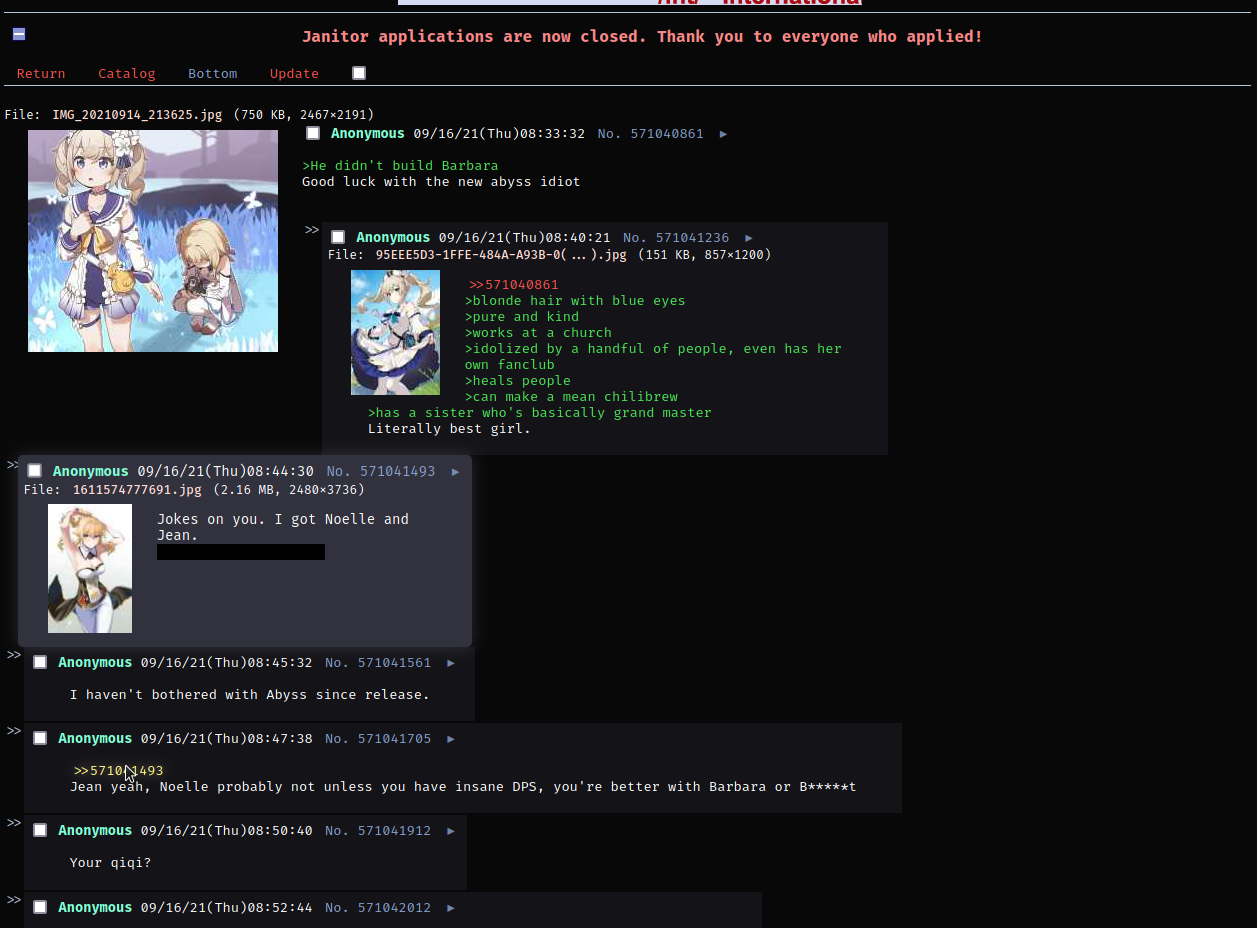 Janitor applications are now closed. Thank you to everyone who applied!
Return Catalog Bottom Update
File: IMG_20210914_213625.jpg (750 KB, 2467×2191)
Anonymous 09/16/21(Thu)08:33:32 No. 571040861 ▶
>He didn't build Barbara
Good luck with the new abyss idiot
>> Anonymous 09/16/21(Thu)08:40:21 No. 571041236 ▶
File: 95EEE5D3-1FFE-484A-A93B-0(...).jpg (151 KB, 857×1200)
>>571040861
>blonde hair with blue eyes
>pure and kind
>works at a church
>idolized by a handful of people, even has her
own fanclub
>heals people
>can make a mean chilibrew
>has a sister who's basically grand master
Literally best girl.
>> Anonymous 09/16/21(Thu)08:44:30 No. 571041493 ▶
File: 1611574777691.jpg (2.16 MB, 2480×3736)
Jokes on you. I got Noelle and
Jean.
>> Anonymous 09/16/21(Thu)08:45:32 No. 571041561 ▶
I haven't bothered with Abyss since release.
>> Anonymous 09/16/21(Thu)08:47:38 No. 571041705 ▶
>>571041493
Jean yeah, Noelle probably not unless you have insane DPS, you're better with Barbara or B*****t
>> Anonymous 09/16/21(Thu)08:50:40 No. 571041912 ▶
Your qiqi?
>> Anonymous 09/16/21(Thu)08:52:44 No. 571042012 ▶